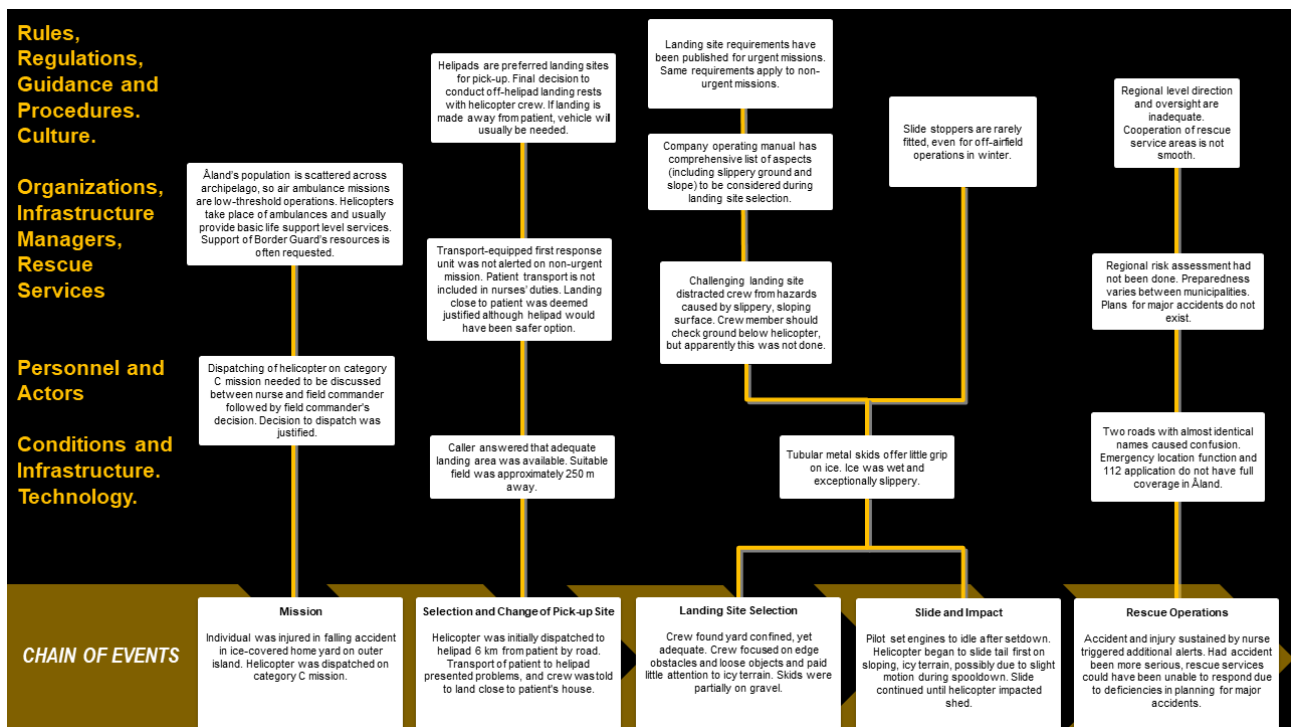 Rules,
Regulations,
Guidance and
Procedures.
Culture.
Organizations,
Infrastructure
Managers,
Rescue
Services
Personnel and
Actors
Conditions and
Infrastructure.
Technology.
Åland's population is scattered across
archipelago, so air ambulance missions
are low-threshold operations. Helicopters
take place of ambulances and usually
provide basic life support level services.
Support of Border Guard's resources is
often requested.
Dispatching of helicopter on category
C mission needed to be discussed
between nurse and field commander
followed by field commander's
decision. Decision to dispatch was
justified.
Helipads are preferred landing sites
for pick-up. Final decision to
conduct off-helipad landing rests
with helicopter crew. If landing is
made away from patient, vehicle will
usually be needed.
Transport-equipped first response
unit was not alerted on non-urgent
mission. Patient transport is not
included in nurses' duties. Landing
close to patient was deemed
justified although helipad would
have been safer option.
Caller answered that adequate
landing area was available. Suitable
field was approximately 250 m
away.
Landing site requirements have
been published for urgent missions.
Same requirements apply to non-
urgent missions.
Company operating manual has
comprehensive list of aspects
(including slippery ground and
slope) to be considered during
landing site selection.
Challenging landing site
distracted crew from hazards
caused by slippery, sloping
surface. Crew member should
check ground below helicopter,
but apparently this was not done.
Slide stoppers are rarely
fitted, even for off-airfield
operations in winter.
Tubular metal skids offer little grip
on ice. Ice was wet and
exceptionally slippery.
Regional level direction
and oversight are
inadequate.
Cooperation of rescue
service areas is not
smooth.
Regional risk assessment had
not been done. Preparedness
varies between municipalities.
Plans for major accidents do not
exist.
Two roads with almost identical
names caused confusion.
Emergency location function and
112 application do not have full
coverage in Åland.
CHAIN OF EVENTS
Mission
Individual was injured in falling accident
in ice-covered home yard on outer
island. Helicopter was dispatched on
category C mission.
Selection and Change of Pick-up Site
Helicopter was initially dispatched to
helipad 6 km from patient by road.
Transport of patient to helipad
presented problems, and crew was told
to land close to patient's house.
Landing Site Selection
Crew found yard confined, yet
adequate. Crew focused on edge
obstacles and loose objects and paid
little attention to icy terrain. Skids were
partially on gravel.
Slide and Impact
Pilot set engines to idle after setdown.
Helicopter began to slide tail first on
sloping, icy terrain, possibly due to slight
motion during spooldown. Slide
continued until helicopter impacted
shed.
Rescue Operations
Accident and injury sustained by nurse
triggered additional alerts. Had accident
been more serious, rescue services
could have been unable to respond due
to deficiencies in planning for major
accidents.